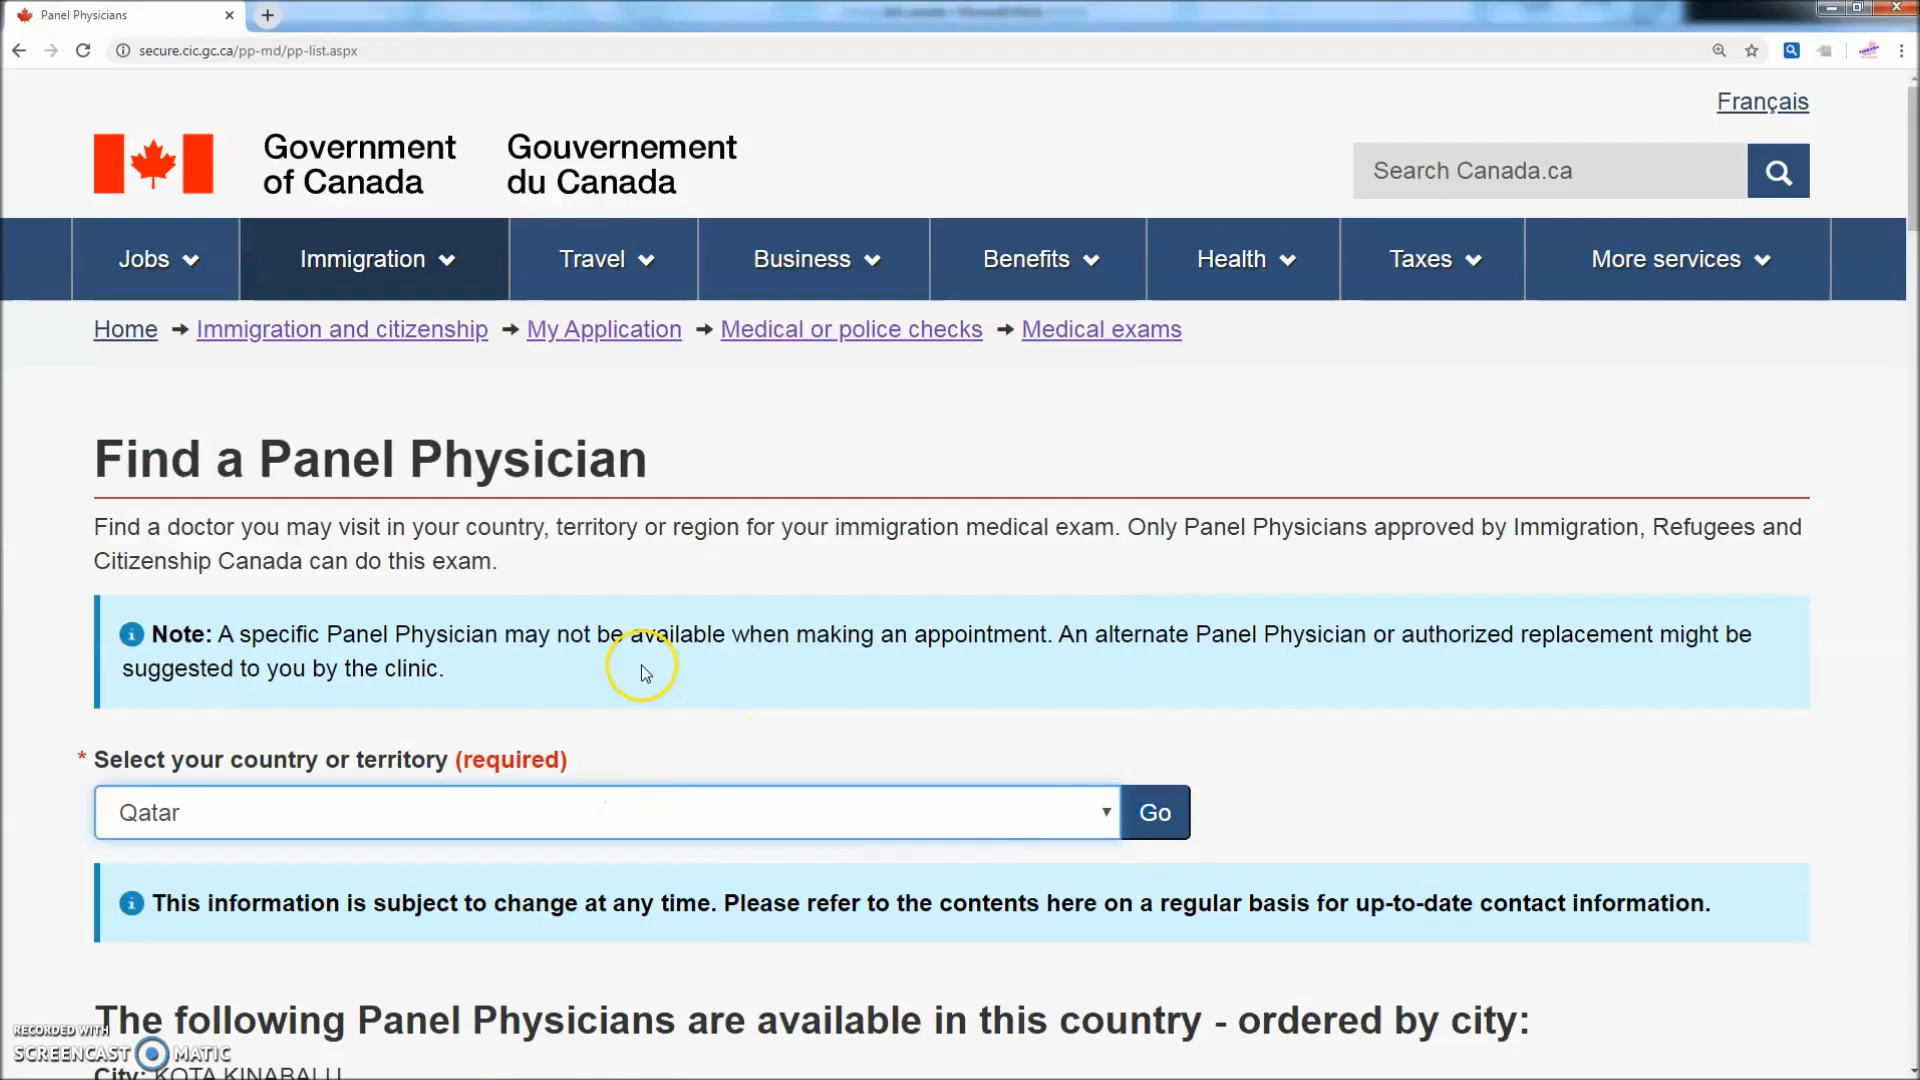 Panel Physicians
secure.cic.gc.ca/pp-md/pp-list.aspx
Français
Government of Canada
Gouvernement du Canada
Search Canada.ca
Jobs Immigration Travel Business Benefits Health Taxes More services
Home → Immigration and citizenship → My Application → Medical or police checks → Medical exams
Find a Panel Physician
Find a doctor you may visit in your country, territory or region for your immigration medical exam. Only Panel Physicians approved by Immigration, Refugees and
Citizenship Canada can do this exam.
Note: A specific Panel Physician may not be available when making an appointment. An alternate Panel Physician or authorized replacement might be
suggested to you by the clinic.
* Select your country or territory (required)
Qatar
Go
This information is subject to change at any time. Please refer to the contents here on a regular basis for up-to-date contact information.
The following Panel Physicians are available in this country - ordered by city:
RECORDED WITH
SCREENCAST MATIC
City: KOTA KINABALU